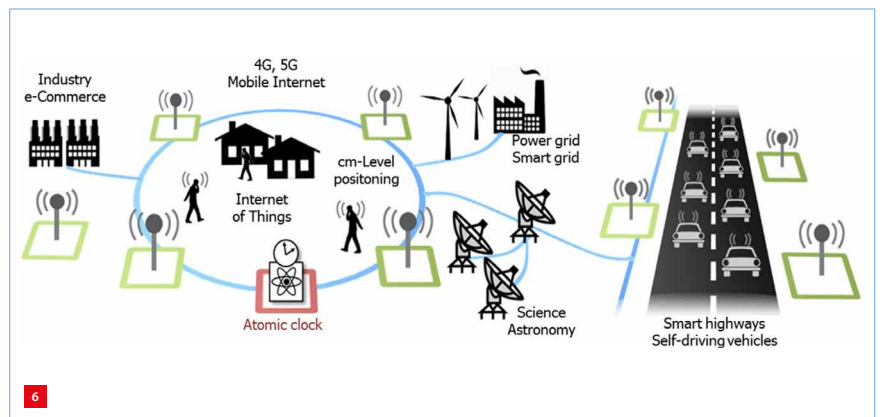 4G, 5G
Mobile Internet
Industry
e-Commerce
Power grid
Smart grid
cm-Level
positoning
Internet
of Things
Atomic clock
Science
Astronomy
Smart highways
Self-driving vehicles
6